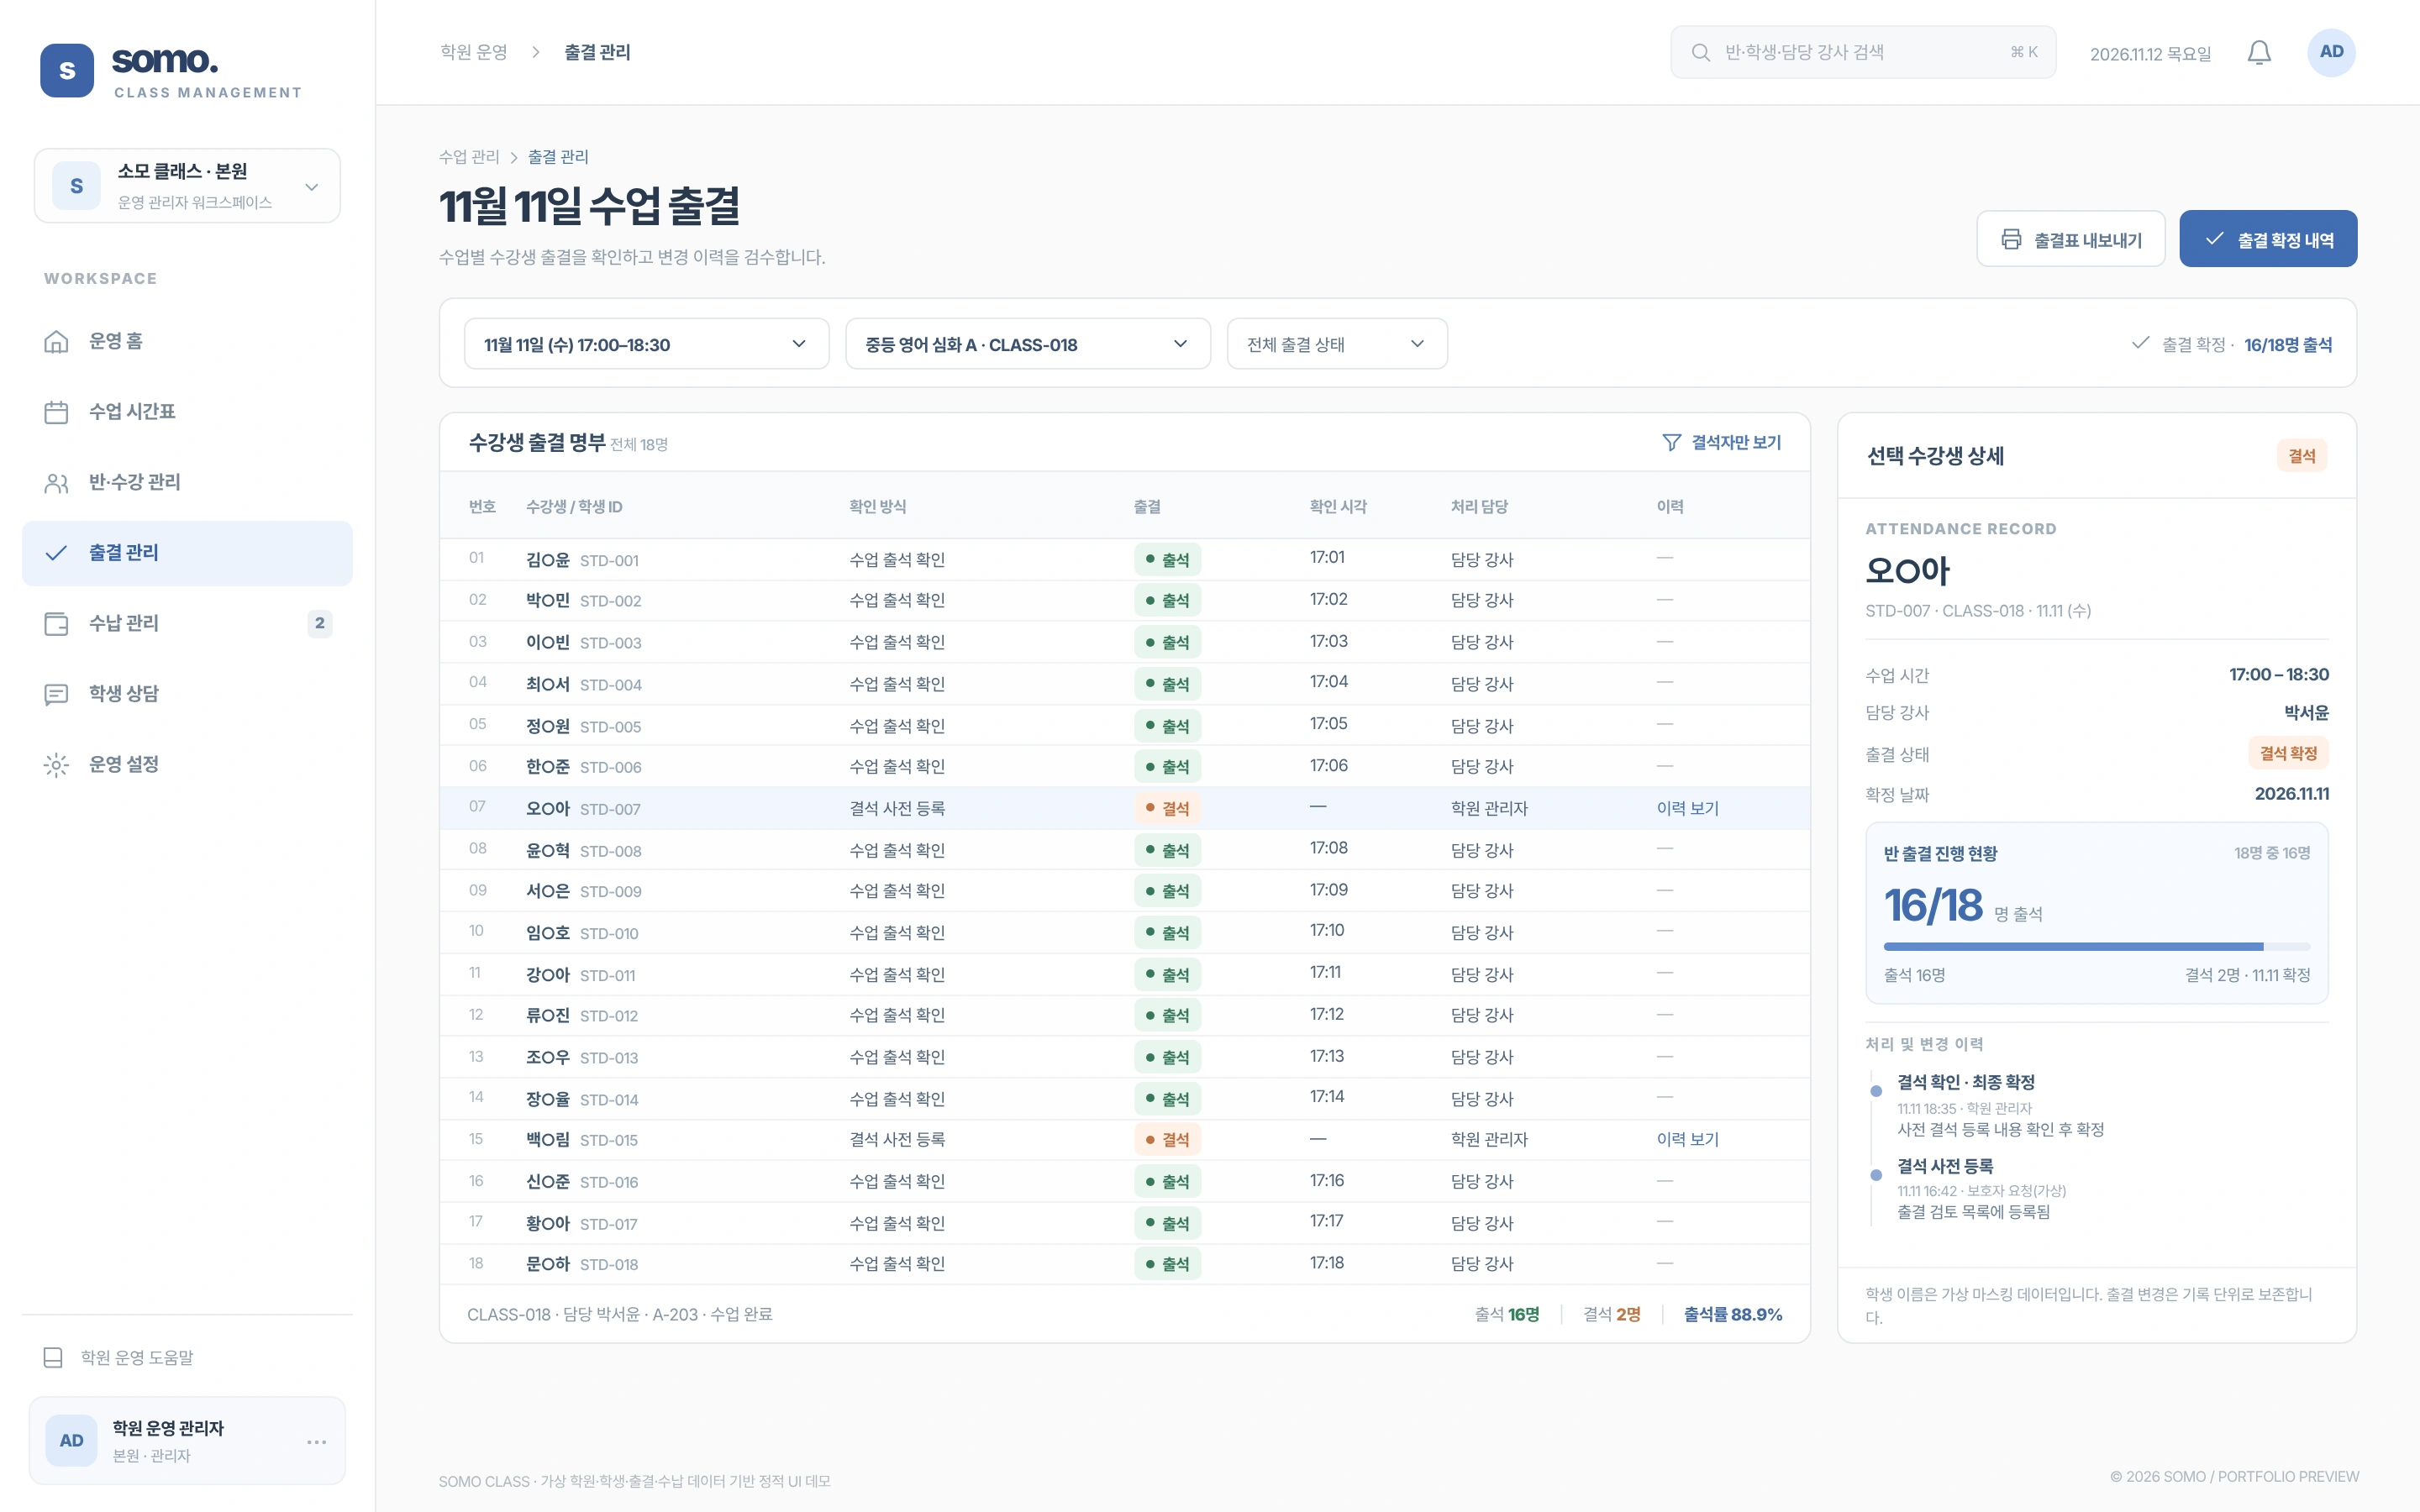 S
somo.
CLASS MANAGEMENT
S
소모 클래스 · 본원
운영 관리자 워크스페이스
WORKSPACE
운영 홈
수업 시간표
반·수강 관리
출결 관리
수납 관리 2
학생 상담
운영 설정
학원 운영 도움말
AD
학원 운영 관리자
본원 · 관리자
학원 운영 > 출결 관리
반·학생·담당 강사 검색 ⌘ K
2026.11.12 목요일
AD
수업 관리 > 출결 관리
11월 11일 수업 출결
수업별 수강생 출결을 확인하고 변경 이력을 검수합니다.
출결표 내보내기
출결 확정 내역
11월 11일 (수) 17:00–18:30
중등 영어 심화 A · CLASS-018
전체 출결 상태
출결 확정 · 16/18명 출석
수강생 출결 명부 전체 18명
결석자만 보기
번호 수강생 / 학생 ID 확인 방식 출결 확인 시각 처리 담당 이력
01 김○윤 STD-001 수업 출석 확인 출석 17:01 담당 강사 —
02 박○민 STD-002 수업 출석 확인 출석 17:02 담당 강사 —
03 이○빈 STD-003 수업 출석 확인 출석 17:03 담당 강사 —
04 최○서 STD-004 수업 출석 확인 출석 17:04 담당 강사 —
05 정○원 STD-005 수업 출석 확인 출석 17:05 담당 강사 —
06 한○준 STD-006 수업 출석 확인 출석 17:06 담당 강사 —
07 오○아 STD-007 결석 사전 등록 결석 — 학원 관리자 이력 보기
08 윤○혁 STD-008 수업 출석 확인 출석 17:08 담당 강사 —
09 서○은 STD-009 수업 출석 확인 출석 17:09 담당 강사 —
10 임○호 STD-010 수업 출석 확인 출석 17:10 담당 강사 —
11 강○아 STD-011 수업 출석 확인 출석 17:11 담당 강사 —
12 류○진 STD-012 수업 출석 확인 출석 17:12 담당 강사 —
13 조○우 STD-013 수업 출석 확인 출석 17:13 담당 강사 —
14 장○율 STD-014 수업 출석 확인 출석 17:14 담당 강사 —
15 백○림 STD-015 결석 사전 등록 결석 — 학원 관리자 이력 보기
16 신○준 STD-016 수업 출석 확인 출석 17:16 담당 강사 —
17 황○아 STD-017 수업 출석 확인 출석 17:17 담당 강사 —
18 문○하 STD-018 수업 출석 확인 출석 17:18 담당 강사 —
CLASS-018 · 담당 박서윤 · A-203 · 수업 완료
출석 16명 | 결석 2명 | 출석률 88.9%
선택 수강생 상세 결석
ATTENDANCE RECORD
오○아
STD-007 · CLASS-018 · 11.11 (수)
수업 시간 17:00 – 18:30
담당 강사 박서윤
출결 상태 결석 확정
확정 날짜 2026.11.11
반 출결 진행 현황 18명 중 16명
16/18 명 출석
출석 16명 결석 2명 · 11.11 확정
처리 및 변경 이력
결석 확인 · 최종 확정
11.11 18:35 · 학원 관리자
사전 결석 등록 내용 확인 후 확정
결석 사전 등록
11.11 16:42 · 보호자 요청(가상)
출결 검토 목록에 등록됨
학생 이름은 가상 마스킹 데이터입니다. 출결 변경은 기록 단위로 보존합니
다.
SOMO CLASS · 가상 학원·학생·출결·수납 데이터 기반 정적 UI 데모
© 2026 SOMO / PORTFOLIO PREVIEW